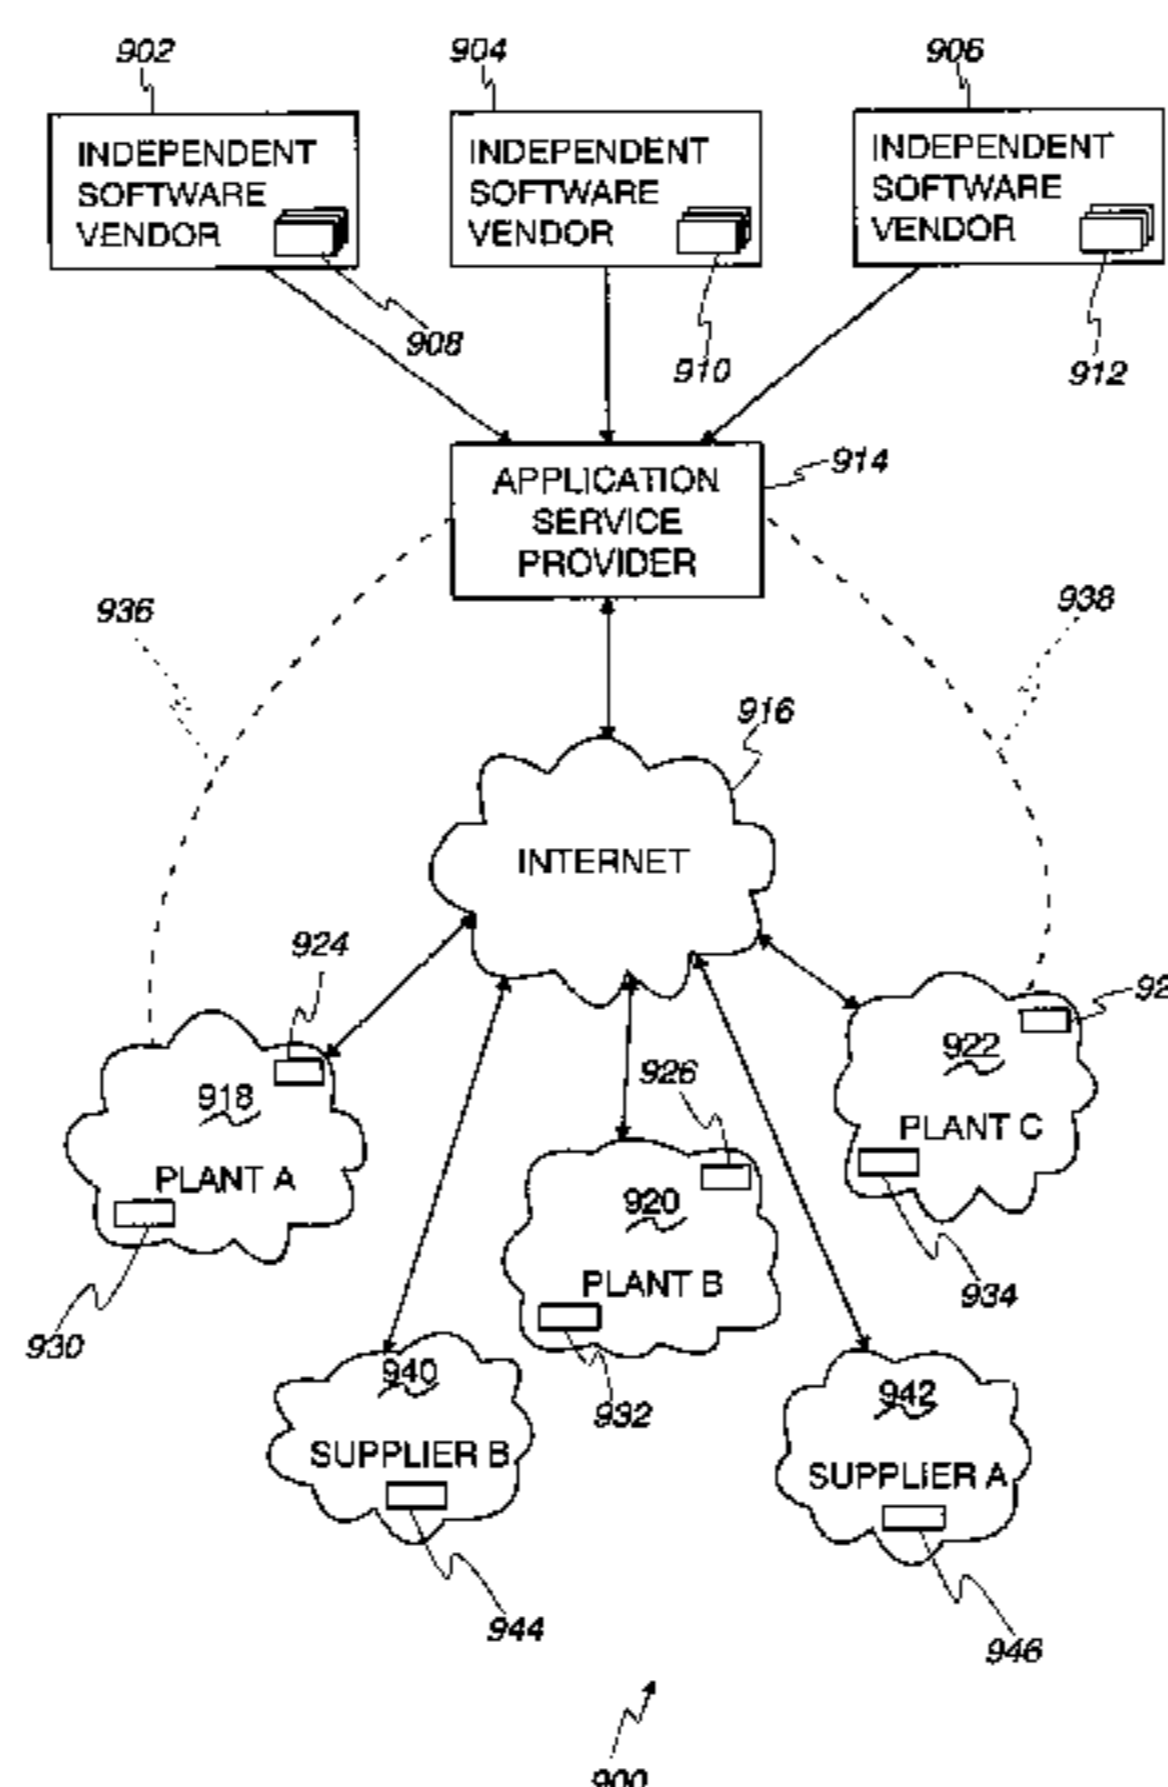 902
904
906
INDEPENDENT
SOFTWARE
VENDOR
INDEPENDENT
SOFTWARE
VENDOR
INDEPENDENT
SOFTWARE
VENDOR
908
910
912
APPLICATION
SERVICE
PROVIDER
914
936
938
916
INTERNET
924
92
918
PLANT A
926
922
PLANT C
920
PLANT B
930
934
932
940
SUPPLIER B
942
SUPPLIER A
944
946
900